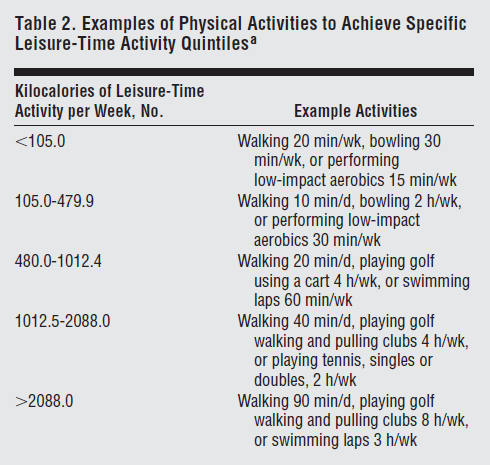 Table 2. Examples of Physical Activities to Achieve Specific
Leisure-Time Activity Quintilesª
Kilocalories of Leisure-Time
Activity per Week, No.
Example Activities
<105.0
Walking 20 min/wk, bowling 30
min/wk, or performing
low-impact aerobics 15 min/wk
105.0-479.9
Walking 10 min/d, bowling 2 h/wk,
or performing low-impact
aerobics 30 min/wk
480.0-1012.4
Walking 20 min/d, playing golf
using a cart 4 h/wk, or swimming
laps 60 min/wk
1012.5-2088.0
Walking 40 min/d, playing golf
walking and pulling clubs 4 h/wk,
or playing tennis, singles or
doubles, 2 h/wk
>2088.0
Walking 90 min/d, playing golf
walking and pulling clubs 8 h/wk,
or swimming laps 3 h/wk